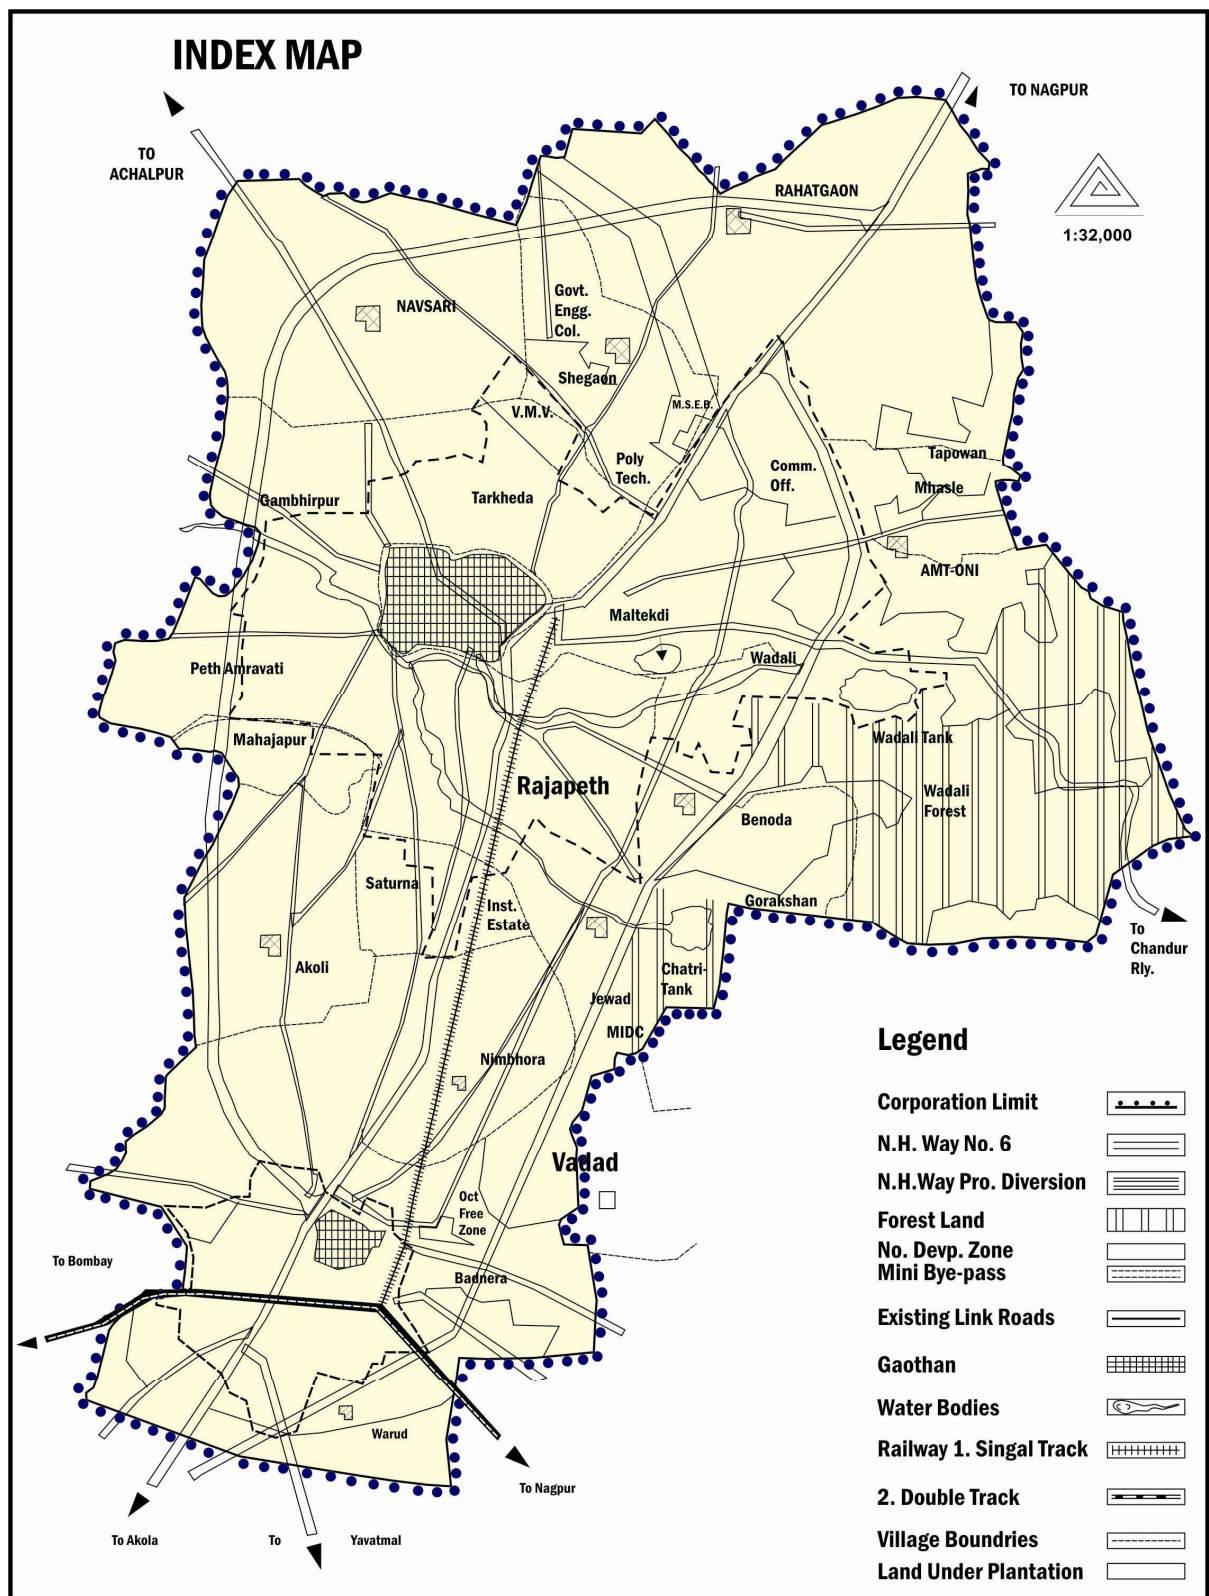 INDEX MAP
TO NAGPUR
TO
ACHALPUR
RAHATGAON
1:32,000
NAVSARI
Govt.
Engg.
Col.
Shegaon
V.M.V.
M.S.E.B.
Poly
Tech.
Comm.
Off.
Tapowan
Mhasle
Tarkheda
Gambhirpur
AMT-ONI
Maltekdi
Wadali
Peth Amravati
Mahajapur
Wadali Tank
Rajapeth
Wadali
Forest
Benoda
Saturna
Inst.
Estate
Gorakshan
To
Chandur
Rly.
Akoli
Chatri-
Tank
Jewad
MIDC
Nimbhora
Vadad
Oct
Free
Zone
To Bombay
Badnera
Warud
To Nagpur
To Akola
To
Yavatmal
Legend
Corporation Limit
N.H. Way No. 6
N.H.Way Pro. Diversion
Forest Land
No. Devp. Zone
Mini Bye-pass
Existing Link Roads
Gaothan
Water Bodies
Railway 1. Singal Track
2. Double Track
Village Boundries
Land Under Plantation